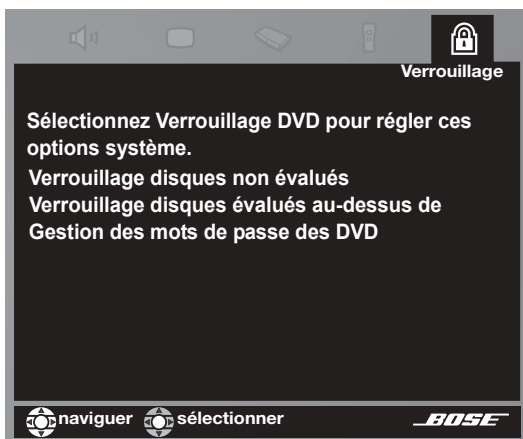 Verrouillage
Sélectionnez Verrouillage DVD pour régler ces
options système.
Verrouillage disques non évalués
Verrouillage disques évalués au-dessus de
Gestion des mots de passe des DVD
naviguer sélectionner BOSE